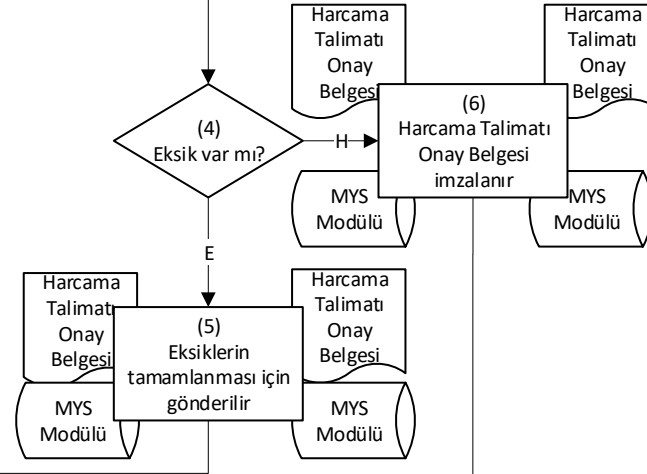 Harcama
Talimatı
Onay
Belgesi
Harcama
Talimatı
Onay
Belgesi
(4)
Eksik var mı?
H
(6)
Harcama Talimatı
Onay Belgesi
imzalanır
MYS
Modülü
MYS
Modülü
E
Harcama
Talimatı
Onay
Belgesi
(5)
Eksiklerin
tamamlanması için
gönderilir
Harcama
Talimatı
Onay
Belgesi
MYS
Modülü
MYS
Modülü